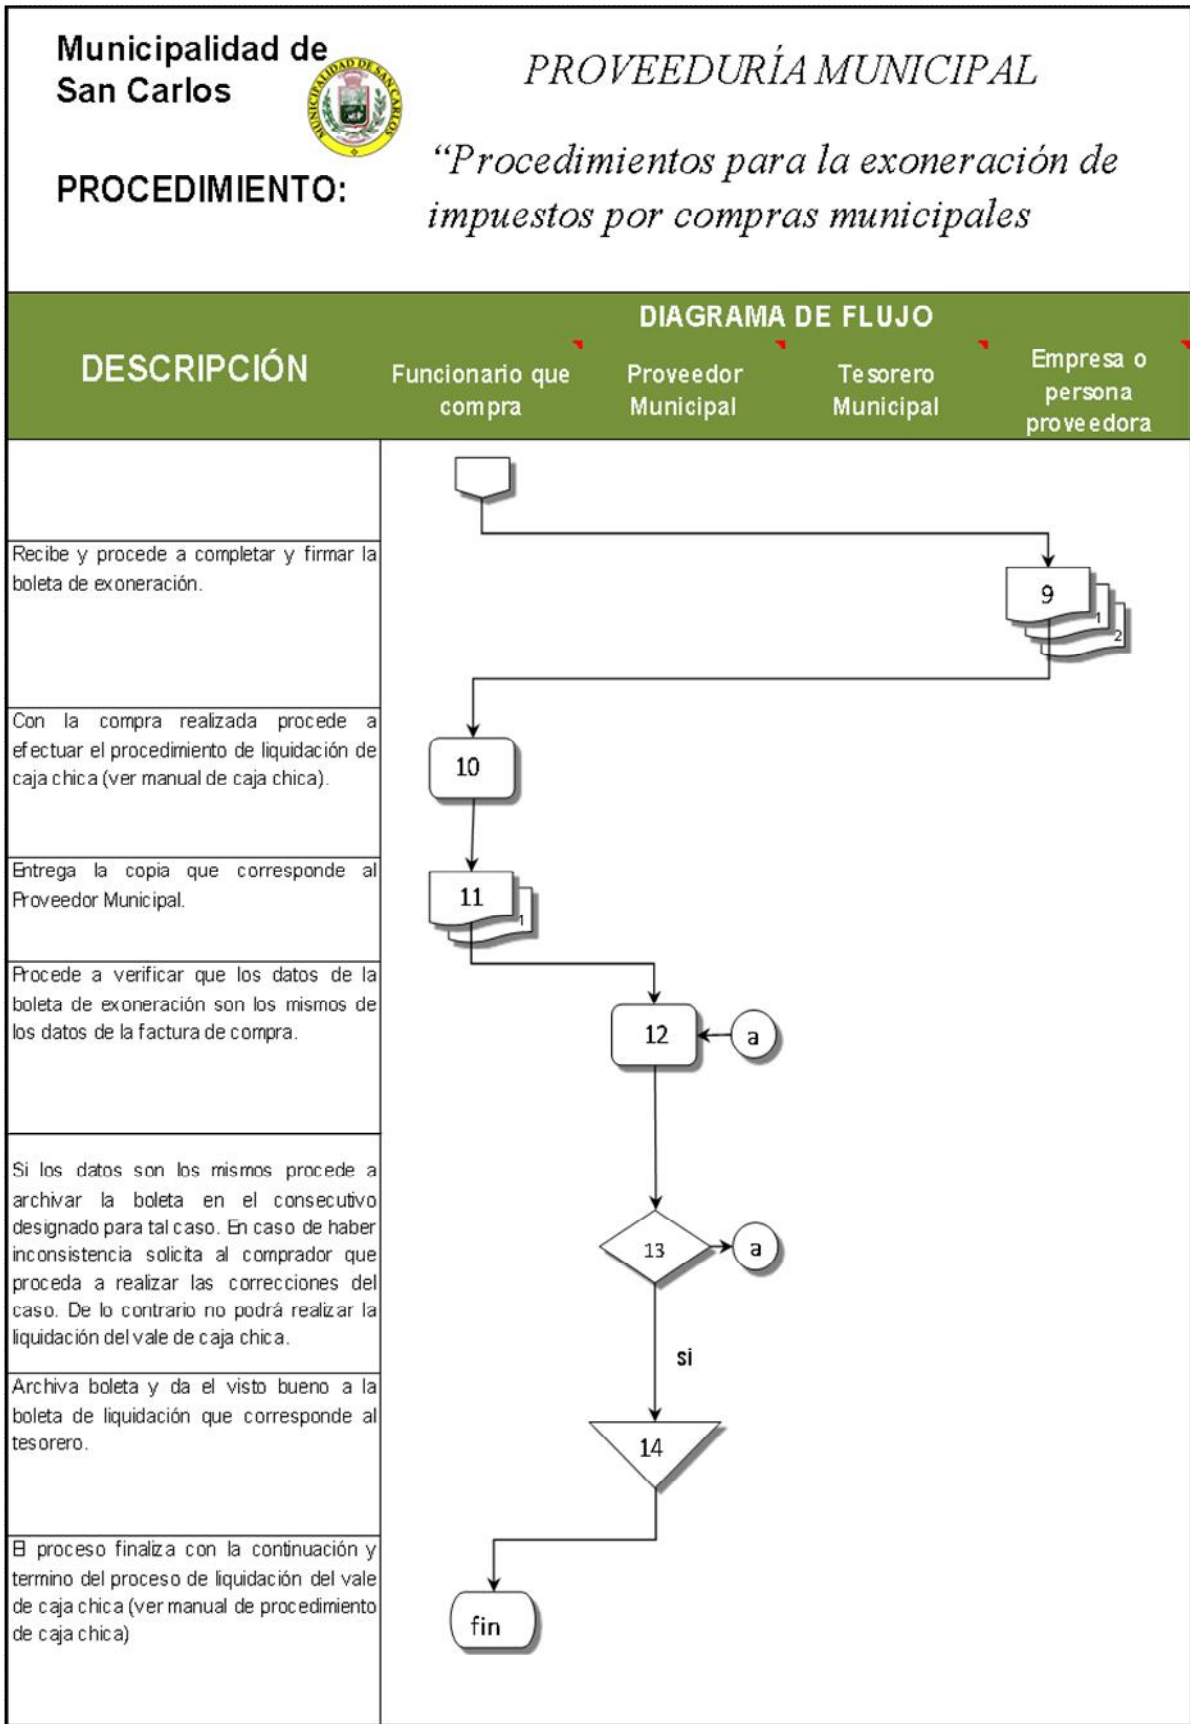 Municipalidad de
San Carlos
MUNICIPALIDAD DE SAN CARLOS
PROVEEDURÍA MUNICIPAL
PROCEDIMIENTO:
“Procedimientos para la exoneración de
impuestos por compras municipales
DESCRIPCIÓN
DIAGRAMA DE FLUJO
Funcionario que
compra
Proveedor
Municipal
Tesorero
Municipal
Empresa o
persona
proveedora
Recibe y procede a completar y firmar la
boleta de exoneración.
9
1
2
Con la compra realizada procede a
efectuar el procedimiento de liquidación de
caja chica (ver manual de caja chica).
10
Entrega la copia que corresponde al
Proveedor Municipal.
11
1
Procede a verificar que los datos de la
boleta de exoneración son los mismos de
los datos de la factura de compra.
12
a
Si los datos son los mismos procede a
archivar la boleta en el consecutivo
designado para tal caso. En caso de haber
inconsistencia solicita al comprador que
proceda a realizar las correcciones del
caso. De lo contrario no podrá realizar la
liquidación del vale de caja chica.
13
a
si
Archiva boleta y da el visto bueno a la
boleta de liquidación que corresponde al
tesorero.
14
El proceso finaliza con la continuación y
termino del proceso de liquidación del vale
de caja chica (ver manual de procedimiento
de caja chica)
fin